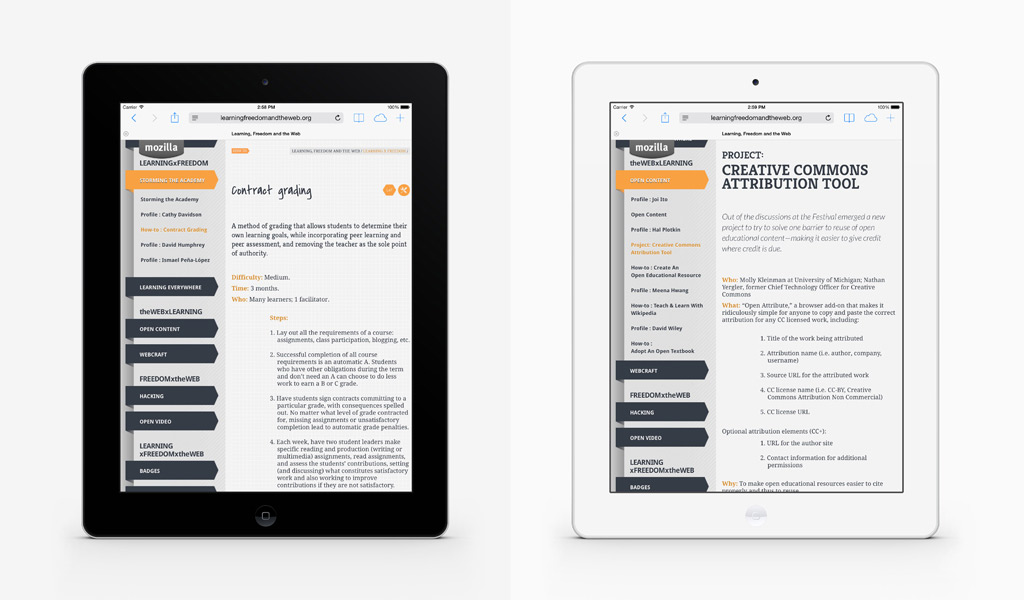 Carrier
2:58 PM
100%
learningfreedomandtheweb.org
Learning, Freedom and the Web
mozilla
LEARNINGxFREEDOM
STORMING THE ACADEMY
Storming the Academy
Profile : Cathy Davidson
How-to : Contract Grading
Profile : David Humphrey
Profile : Ismael Peña-López
LEARNING EVERYWHERE
theWEBxLEARNING
OPEN CONTENT
WEBCRAFT
FREEDOMxtheWEB
HACKING
OPEN VIDEO
LEARNING
xFREEDOMxtheWEB
BADGES
LEARNING, FREEDOM AND THE WEB
Contract grading
A method of grading that allows students to determine their
own learning goals, while incorporating peer learning and
peer assessment, and removing the teacher as the sole point
of authority.
Difficulty: Medium.
Time: 3 months.
Who: Many learners; 1 facilitator.
Steps:
1. Lay out all the requirements of a course:
assignments, class participation, blogging, etc.
2. Successful completion of all course
requirements is an automatic A. Students
who have other obligations during the term
and don't need an A can choose to do less
work to earn a B or C grade.
3. Have students sign contracts committing to a
particular grade, with consequences spelled
out. No matter what level of grade contracted
for, missing assignments or unsatisfactory
completion lead to automatic grade penalties.
4. Each week, have two student leaders make
specific reading and production (writing or
multimedia) assignments, read assignments,
and assess the students' contributions, setting
(and discussing) what constitutes satisfactory
work and also working to improve
contributions if they are not satisfactory.
Carrier
2:59 PM
100%
learningfreedomandtheweb.org
Learning, Freedom and the Web
mozilla
theWEBxLEARNING
OPEN CONTENT
Profile : Joi Ito
Open Content
Profile : Hal Plotkin
Project: Creative Commons
Attribution Tool
How-to : Create An
Open Educational Resource
Profile : Meena Hwang
How-to : Teach & Learn With
Wikipedia
Profile : David Wiley
How-to :
Adopt An Open Textbook
WEBCRAFT
FREEDOMxtheWEB
HACKING
OPEN VIDEO
LEARNING
xFREEDOMxtheWEB
BADGES
PROJECT:
CREATIVE COMMONS
ATTRIBUTION TOOL
Out of the discussions at the Festival emerged a new
project to try to solve one barrier to reuse of open
educational content—making it easier to give credit
where credit is due.
Who: Molly Kleinman at University of Michigan; Nathan
Yergler, former Chief Technology Officer for Creative
Commons
What: "Open Attribute," a browser add-on that makes it
ridiculously simple for anyone to copy and paste the correct
attribution for any CC licensed work, including:
1. Title of the work being attributed
2. Attribution name (i.e. author, company,
username)
3. Source URL for the attributed work
4. CC license name (i.e. CC-BY, Creative
Commons Attribution Non Commercial)
5. CC license URL
Optional attribution elements (CC+):
1. URL for the author site
2. Contact information for additional
permissions
Why: To make open educational resources easier to cite
properly and thus to reuse